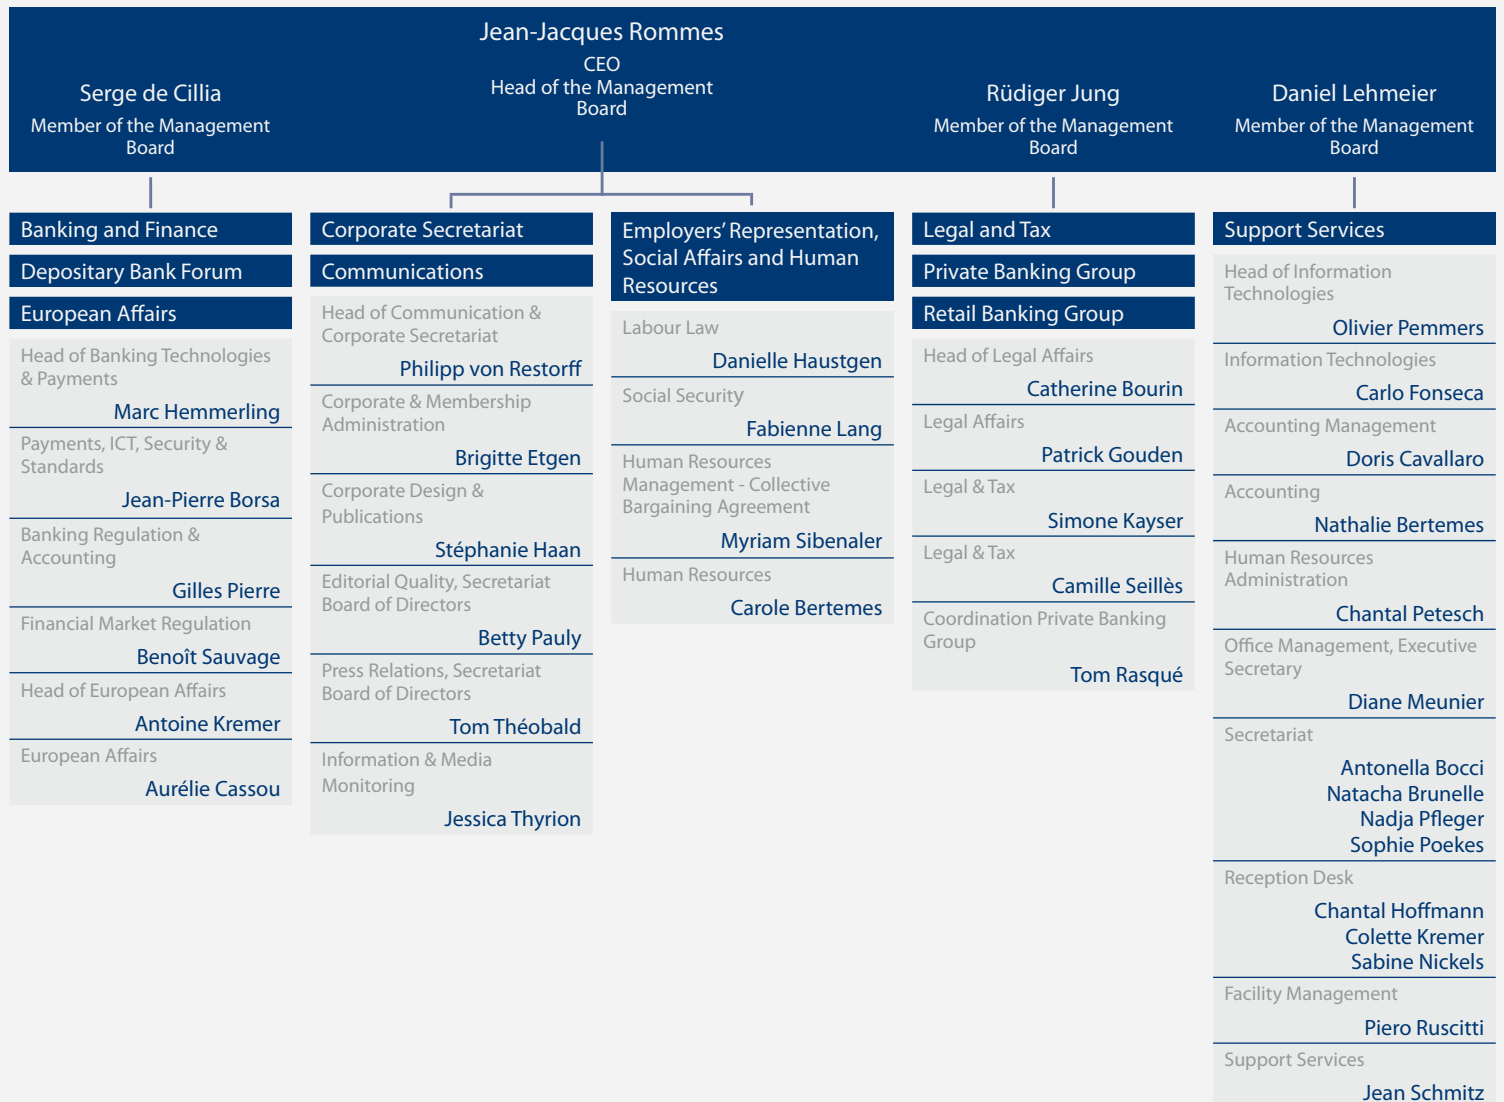 Jean-Jacques Rommes
CEO
Head of the Management
Board
Serge de Cillia
Member of the Management
Board
Rüdiger Jung
Member of the Management
Board
Daniel Lehmeier
Member of the Management
Board
Banking and Finance
Depositary Bank Forum
European Affairs
Head of Banking Technologies
& Payments
Marc Hemmerling
Payments, ICT, Security &
Standards
Jean-Pierre Borsa
Banking Regulation &
Accounting
Gilles Pierre
Financial Market Regulation
Benoît Sauvage
Head of European Affairs
Antoine Kremer
European Affairs
Aurélie Cassou
Corporate Secretariat
Communications
Head of Communication &
Corporate Secretariat
Philipp von Restorff
Corporate & Membership
Administration
Brigitte Etgen
Corporate Design &
Publications
Stéphanie Haan
Editorial Quality, Secretariat
Board of Directors
Betty Pauly
Press Relations, Secretariat
Board of Directors
Tom Théobald
Information & Media
Monitoring
Jessica Thyrion
Employers' Representation,
Social Affairs and Human
Resources
Labour Law
Danielle Haustgen
Social Security
Fabienne Lang
Human Resources
Management - Collective
Bargaining Agreement
Myriam Sibenaler
Human Resources
Carole Bertemes
Legal and Tax
Private Banking Group
Retail Banking Group
Head of Legal Affairs
Catherine Bourin
Legal Affairs
Patrick Gouden
Legal & Tax
Simone Kayser
Legal & Tax
Camille Seillès
Coordination Private Banking
Group
Tom Rasqué
Support Services
Head of Information
Technologies
Olivier Pemmers
Information Technologies
Carlo Fonseca
Accounting Management
Doris Cavallaro
Accounting
Nathalie Bertemes
Human Resources
Administration
Chantal Petesch
Office Management, Executive
Secretary
Diane Meunier
Secretariat
Antonella Bocci
Natacha Brunelle
Nadja Pfleger
Sophie Poekes
Reception Desk
Chantal Hoffmann
Colette Kremer
Sabine Nickels
Facility Management
Piero Ruscitti
Support Services
Jean Schmitz